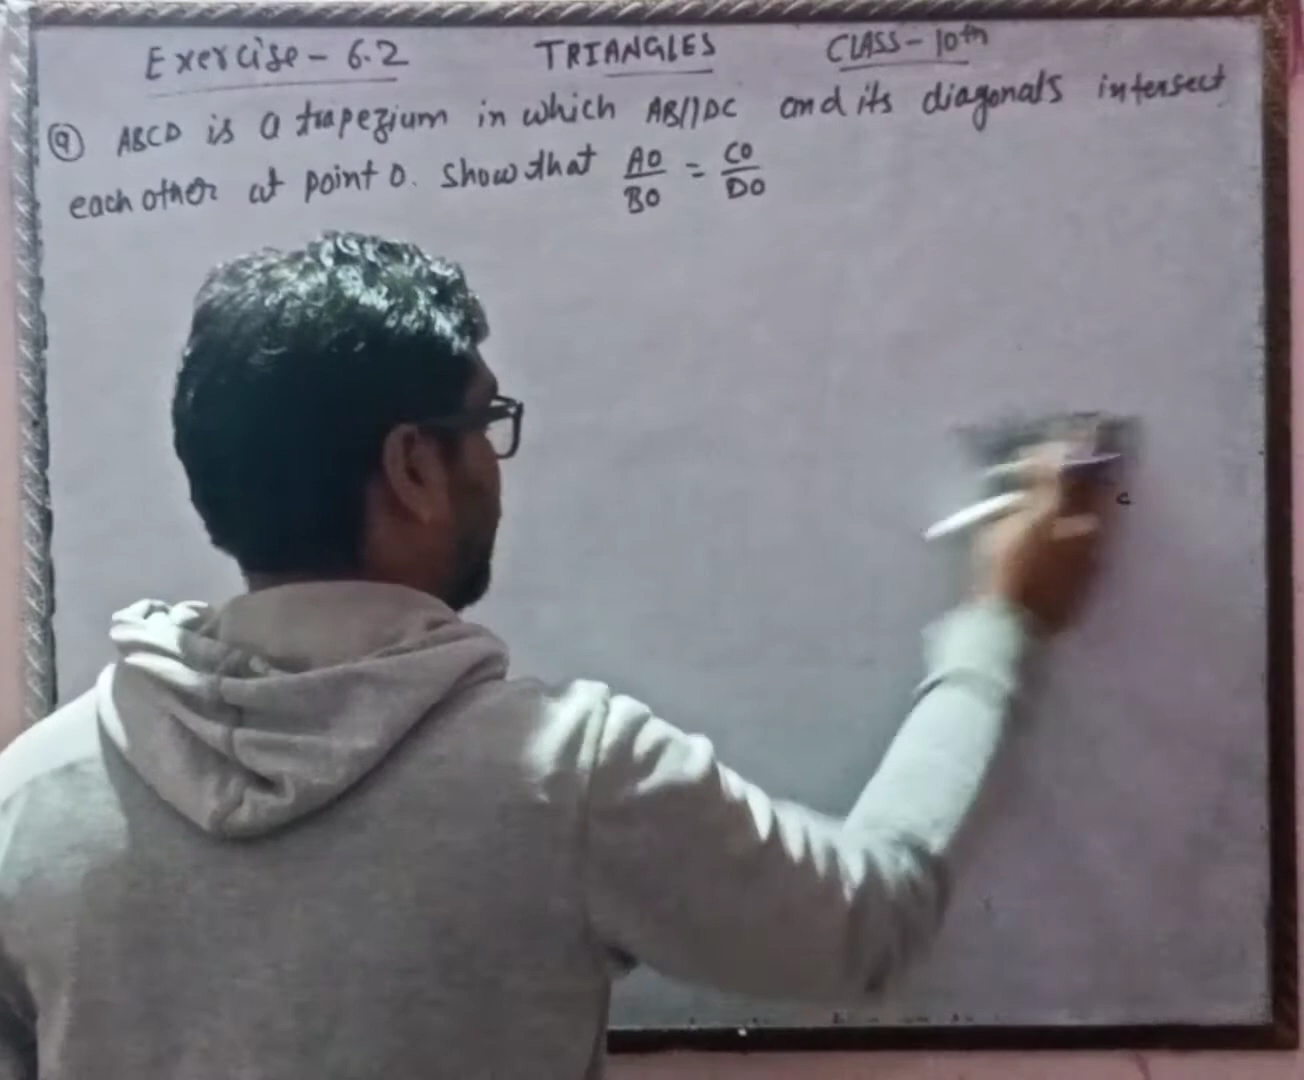 Exercise - 6.2 TRIANGLES CLASS - 10th
(9) ABCD is a trapezium in which AB//DC and its diagonals intersect
each other at point O. Show that AO/BO = CO/DO
C